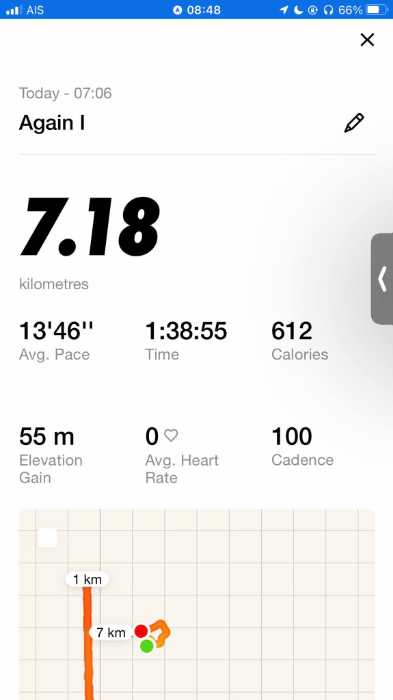 AIS 08:48 66%
Today - 07:06
Again I
7.18
kilometres
13'46'' 1:38:55 612
Avg. Pace Time Calories
55 m 0 100
Elevation Avg. Heart Cadence
Gain Rate
1 km
7 km